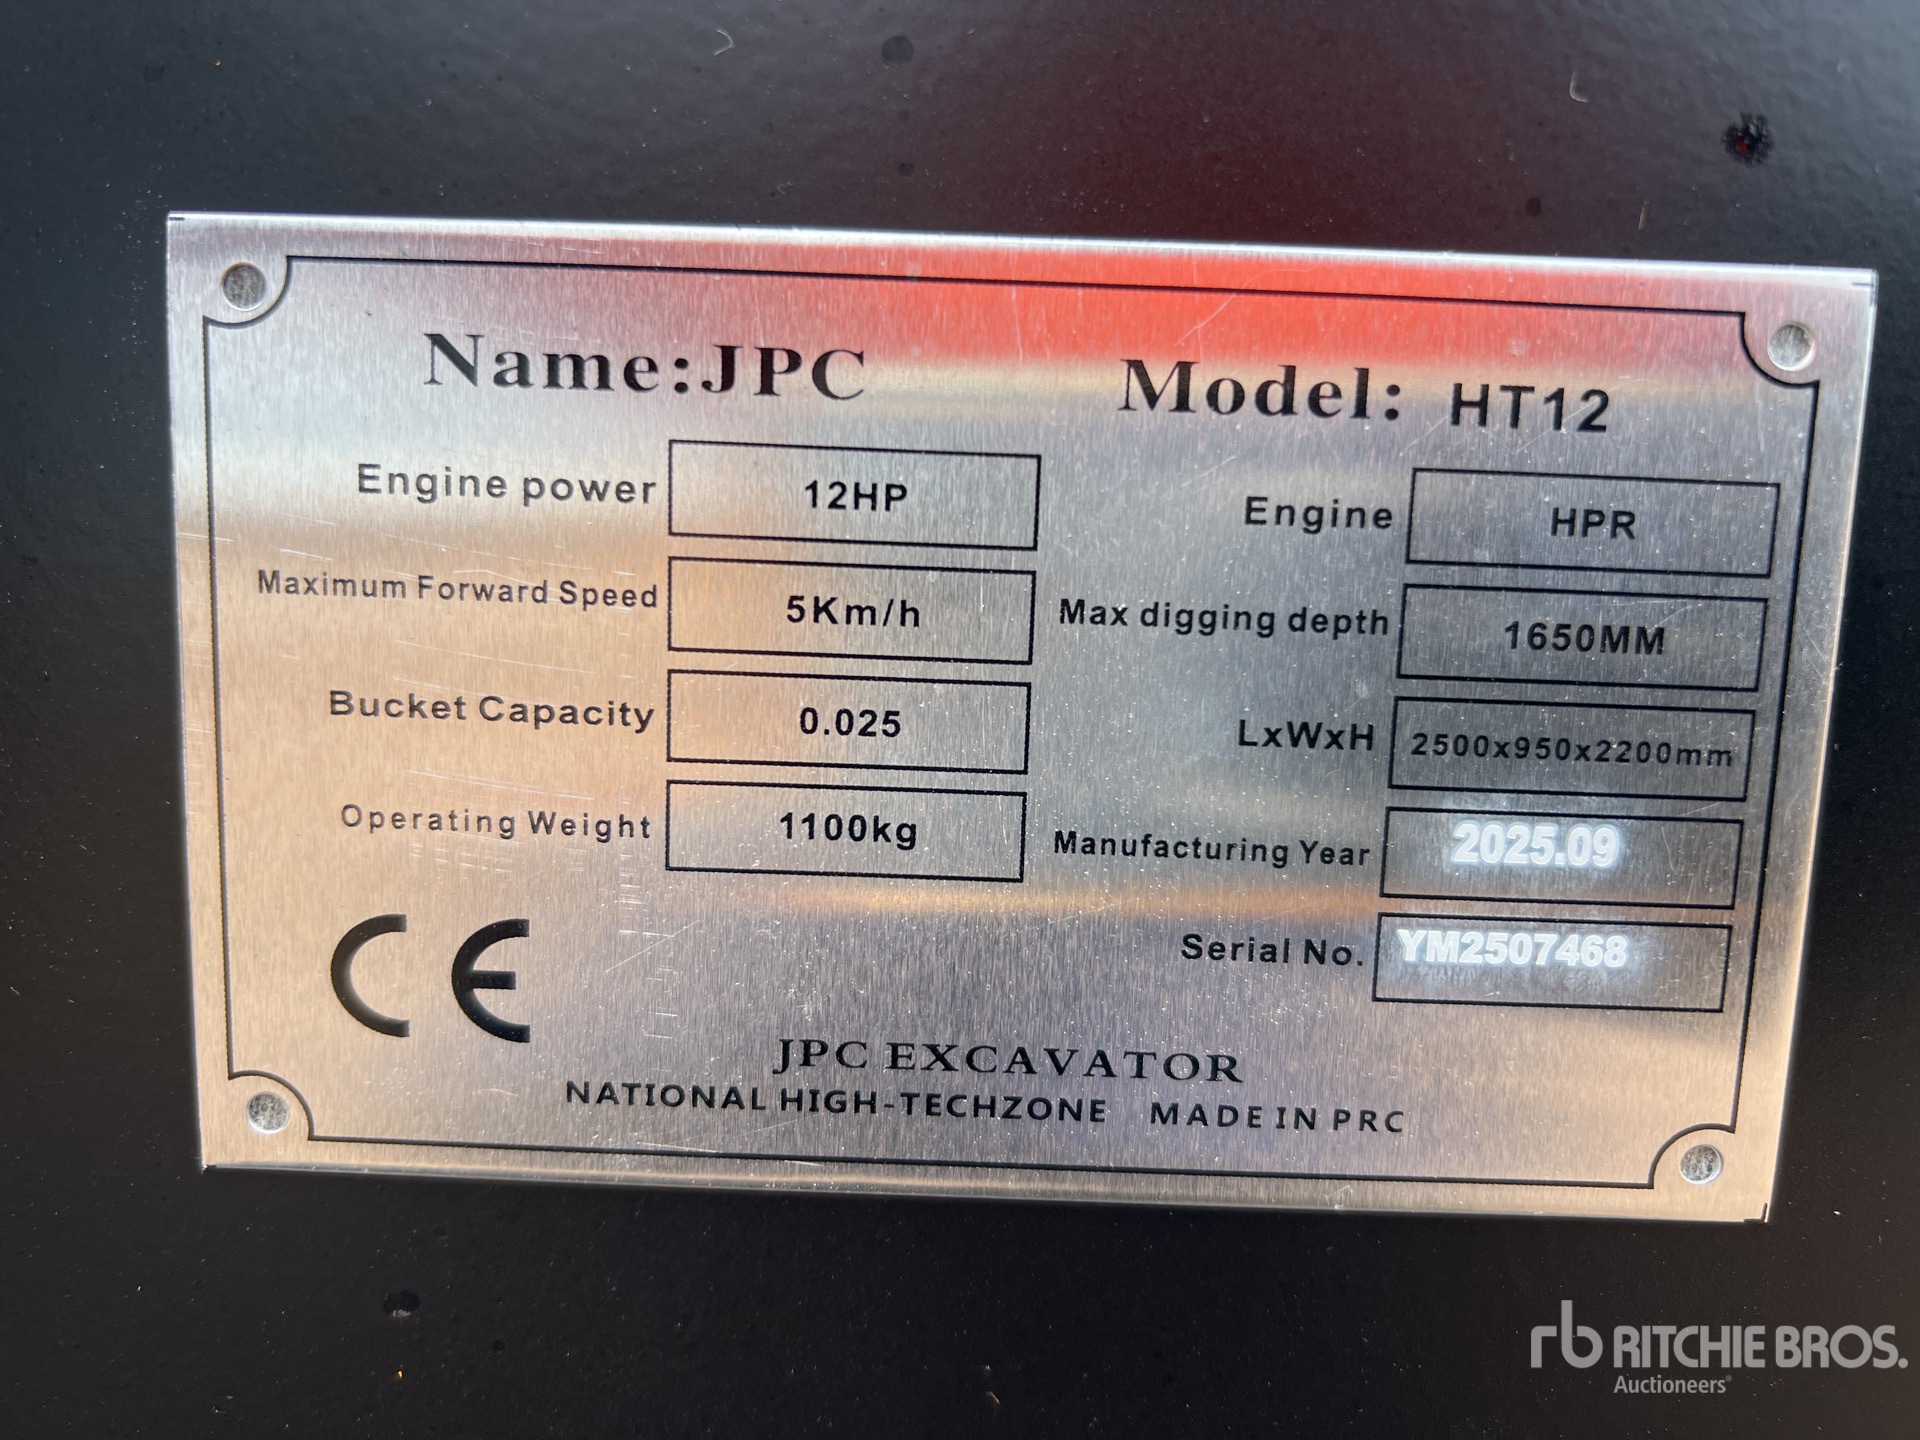 Name:JPC Model: HT12
Engine power 12HP Engine HPR
Maximum Forward Speed 5Km/h Max digging depth 1650MM
Bucket Capacity 0.025 LxWxH 2500x950x2200mm
Operating Weight 1100kg Manufacturing Year 2025.09
CE Serial No. YM2507468
JPC EXCAVATOR
NATIONAL HIGH-TECHZONE MADE IN PRC
rb RITCHIE BROS.
Auctioneers®